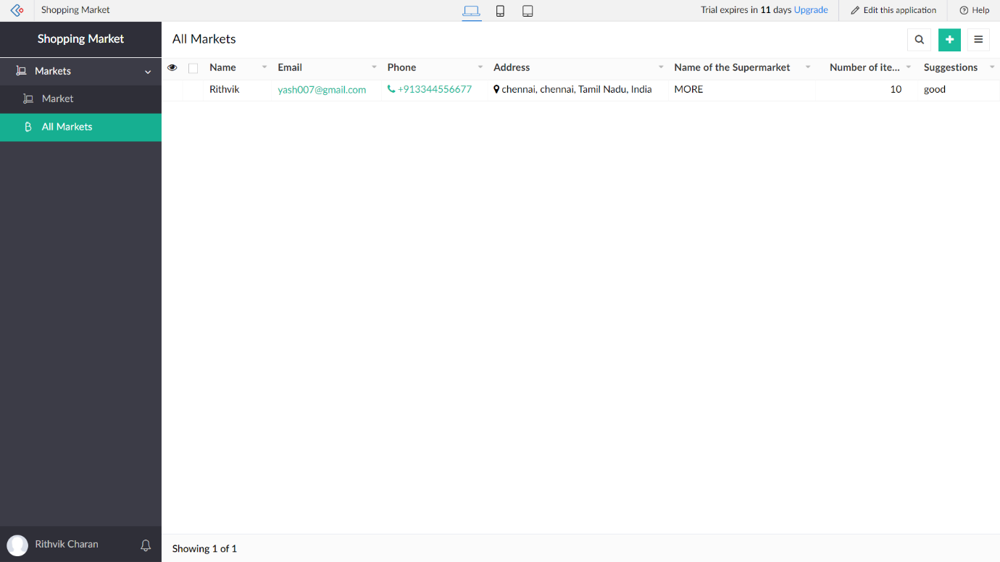 Shopping Market
Trial expires in 11 days Upgrade
Edit this application
Help
Shopping Market
All Markets
Markets
Market
All Markets
Name Email Phone Address Name of the Supermarket Number of ite... Suggestions
Rithvik yash007@gmail.com +913344556677 chennai, chennai, Tamil Nadu, India MORE 10 good
Rithvik Charan
Showing 1 of 1